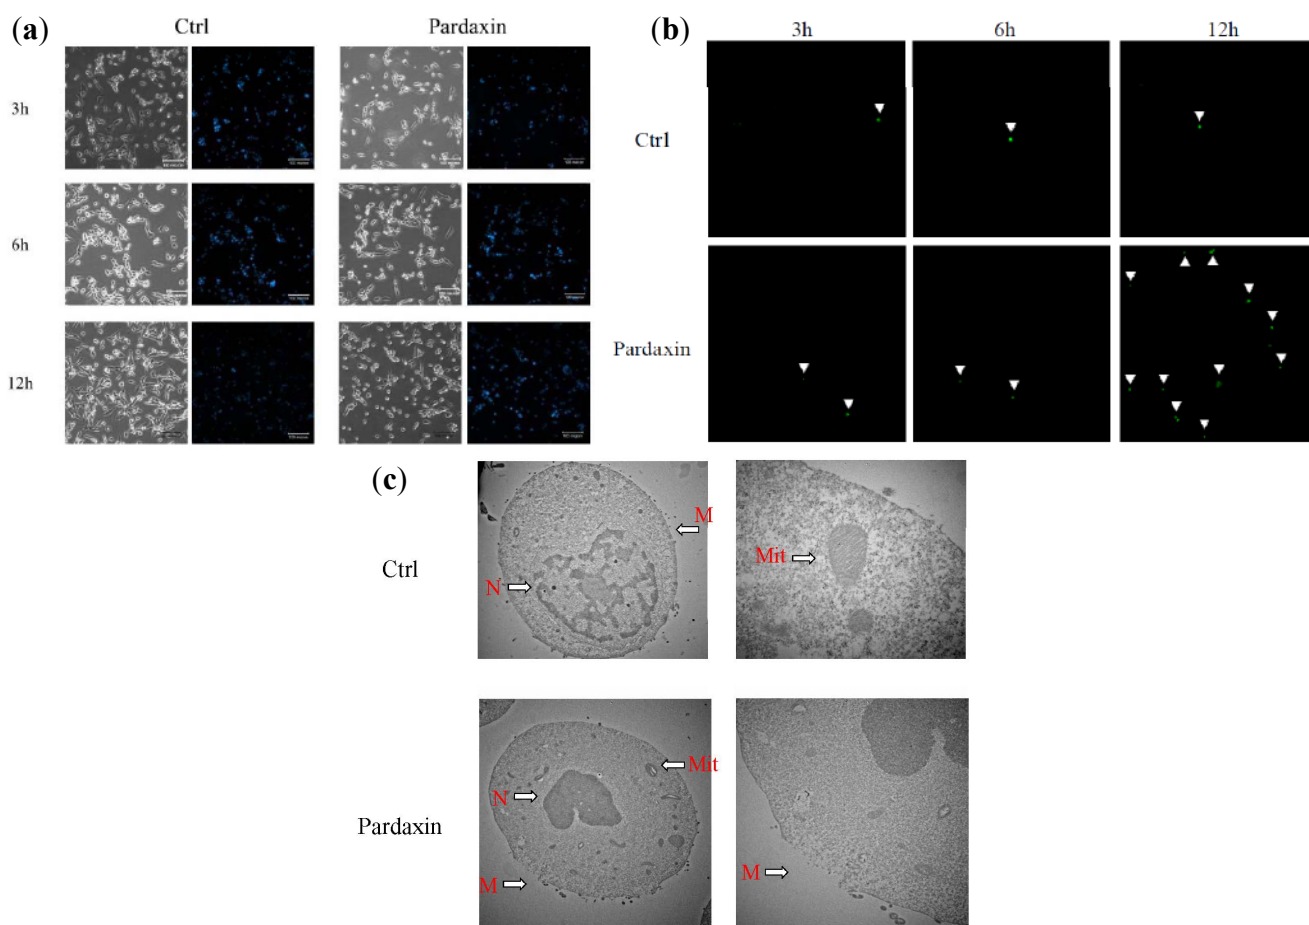 (a)
Ctrl
Pardaxin
3h
6h
12h
(b)
3h
6h
12h
Ctrl
Pardaxin
(c)
Ctrl
M
N
Mit
Pardaxin
Mit
N
M
M